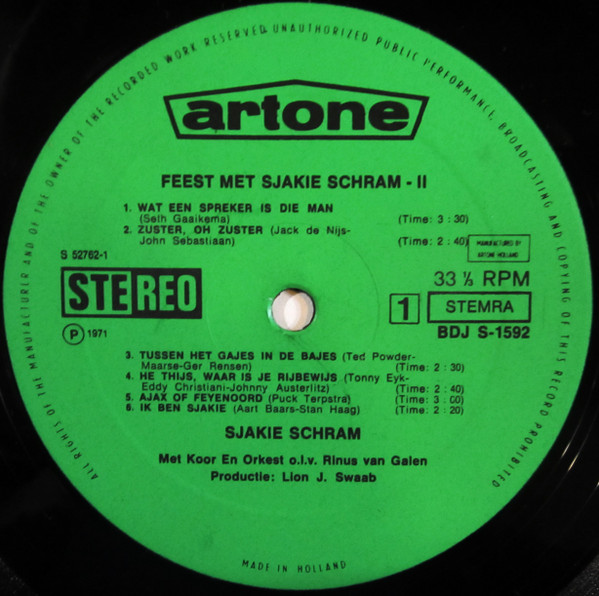 ALL RIGHTS OF THE MANUFACTURER AND OF THE OWNER OF THE RECORDED WORK RESERVED. UNAUTHORIZED PUBLIC PERFORMANCE, BROADCASTING AND COPYING OF THIS RECORD PROHIBITED
artone
FEEST MET SJAKIE SCHRAM - II
1. WAT EEN SPREKER IS DIE MAN
(Seth Gaaikema) (Time: 3 : 30)
2. ZUSTER, OH ZUSTER (Jack de Nijs-
John Sebastiaan) (Time: 2 : 40)
MANUFACTURED BY
ARTONE HOLLAND
S 52762-1
STEREO
33 ⅓ RPM
1 STEMRA
P 1971
BDJ S-1592
3. TUSSEN HET GAJES IN DE BAJES (Ted Powder-
Maarse-Ger Rensen) (Time: 2 : 30)
4. HE THIJS, WAAR IS JE RIJBEWIJS (Tonny Eyk-
Eddy Christiani-Johnny Austerlitz) (Time: 2 : 40)
5. AJAX OF FEYENOORD (Puck Terpstra) (Time: 3 : 00)
6. IK BEN SJAKIE (Aart Baars-Stan Haag) (Time: 2 : 20)
SJAKIE SCHRAM
Met Koor En Orkest o.l.v. Rinus van Galen
Productie: Lion J. Swaab
MADE IN HOLLAND